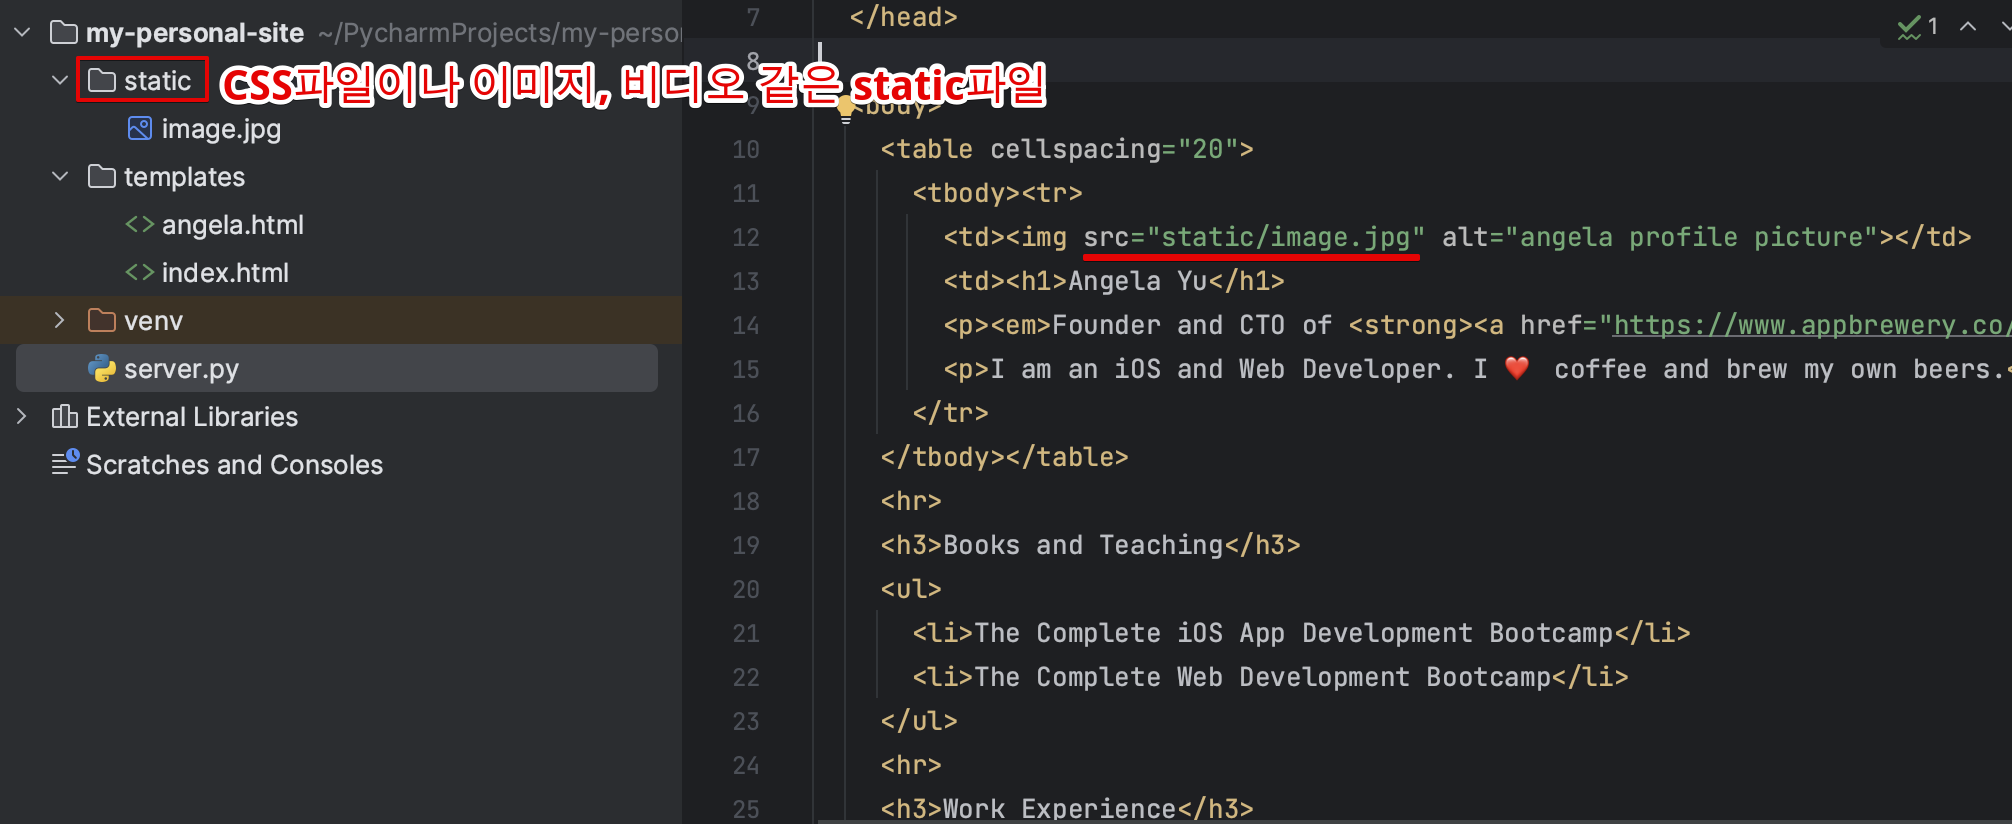 my-personal-site ~/PycharmProjects/my-perso
static CSS파일이나 이미지, 비디오 같은 static파일
image.jpg
templates
angela.html
index.html
venv
server.py
External Libraries
Scratches and Consoles
1
7 </head>
8
9 <body>
10 <table cellspacing="20">
11 <tbody><tr>
12 <td><img src="static/image.jpg" alt="angela profile picture"></td>
13 <td><h1>Angela Yu</h1>
14 <p><em>Founder and CTO of <strong><a href="https://www.appbrewery.co/
15 <p>I am an iOS and Web Developer. I ❤️ coffee and brew my own beers.<
16 </tr>
17 </tbody></table>
18 <hr>
19 <h3>Books and Teaching</h3>
20 <ul>
21 <li>The Complete iOS App Development Bootcamp</li>
22 <li>The Complete Web Development Bootcamp</li>
23 </ul>
24 <hr>
25 <h3>Work Experience</h3>